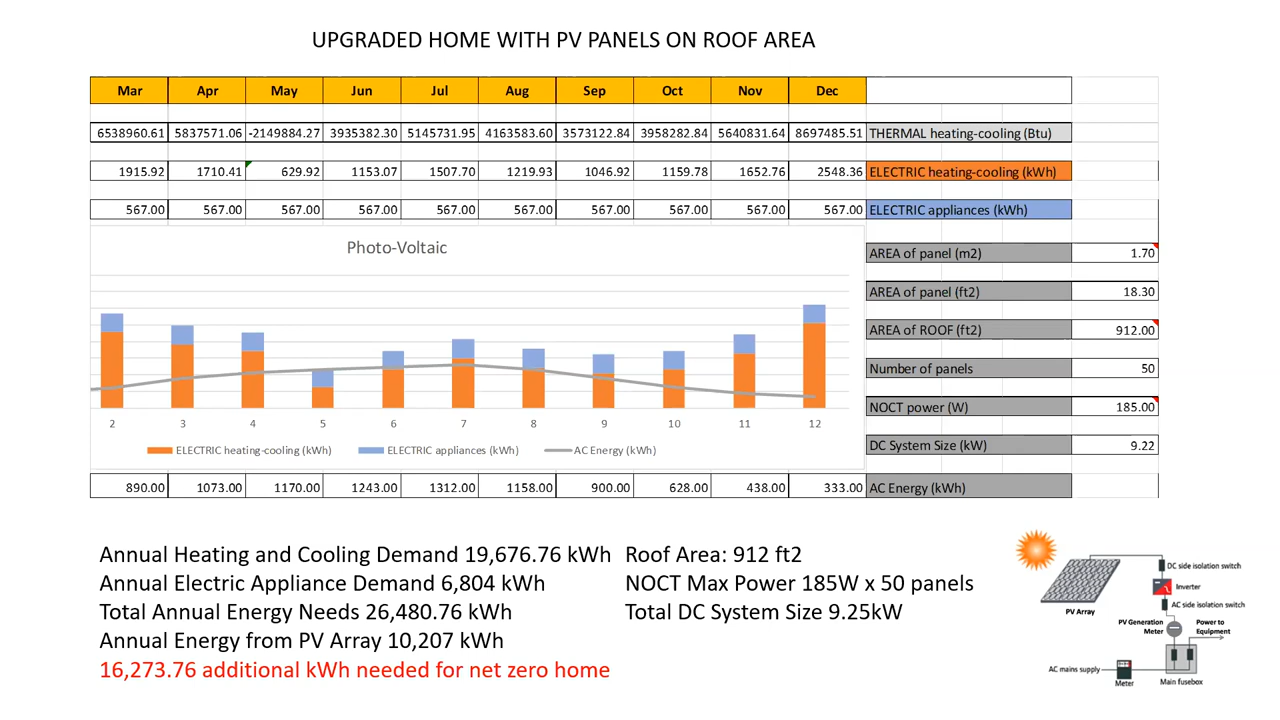 UPGRADED HOME WITH PV PANELS ON ROOF AREA
Mar Apr May Jun Jul Aug Sep Oct Nov Dec
6538960.61 5837571.06 -2149884.27 3935382.30 5145731.95 4163583.60 3573122.84 3958282.84 5640831.64 8697485.51 THERMAL heating-cooling (Btu)
1915.92 1710.41 629.92 1153.07 1507.70 1219.93 1046.92 1159.78 1652.76 2548.36 ELECTRIC heating-cooling (kWh)
567.00 567.00 567.00 567.00 567.00 567.00 567.00 567.00 567.00 567.00 ELECTRIC appliances (kWh)
Photo-Voltaic
2 3 4 5 6 7 8 9 10 11 12
ELECTRIC heating-cooling (kWh) ELECTRIC appliances (kWh) AC Energy (kWh)
AREA of panel (m2) 1.70
AREA of panel (ft2) 18.30
AREA of ROOF (ft2) 912.00
Number of panels 50
NOCT power (W) 185.00
DC System Size (kW) 9.22
890.00 1073.00 1170.00 1243.00 1312.00 1158.00 900.00 628.00 438.00 333.00 AC Energy (kWh)
Annual Heating and Cooling Demand 19,676.76 kWh
Annual Electric Appliance Demand 6,804 kWh
Total Annual Energy Needs 26,480.76 kWh
Annual Energy from PV Array 10,207 kWh
16,273.76 additional kWh needed for net zero home
Roof Area: 912 ft2
NOCT Max Power 185W x 50 panels
Total DC System Size 9.25kW
DC side isolation switch
Inverter
AC side isolation switch
PV Array
PV Generation
Meter
Power to
Equipment
AC mains supply
Meter
Main fusebox